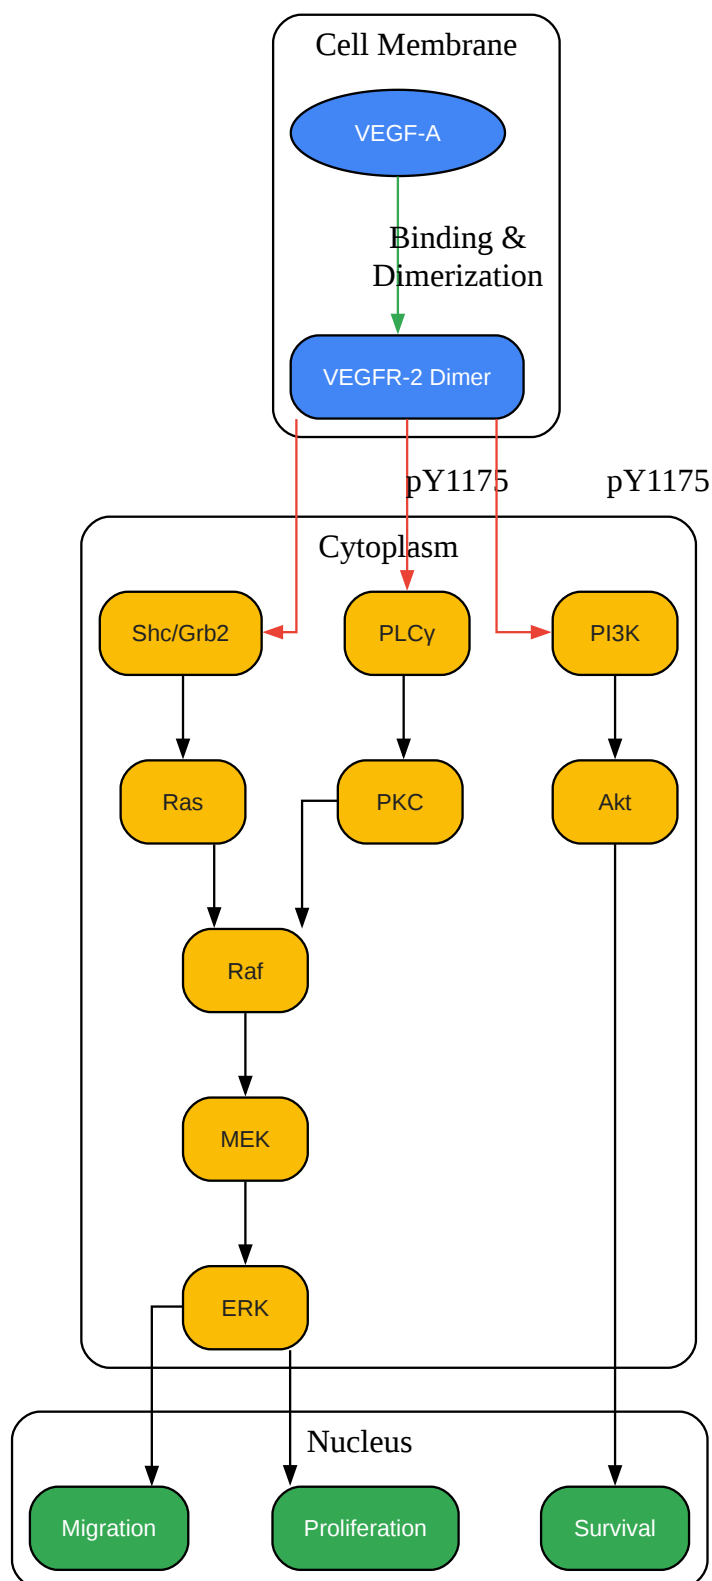 Cell Membrane
VEGF-A
Binding &
Dimerization
VEGFR-2 Dimer
pY1175 pY1175
Cytoplasm
Shc/Grb2 PLCγ PI3K
Ras PKC Akt
Raf
MEK
ERK
Nucleus
Migration Proliferation Survival